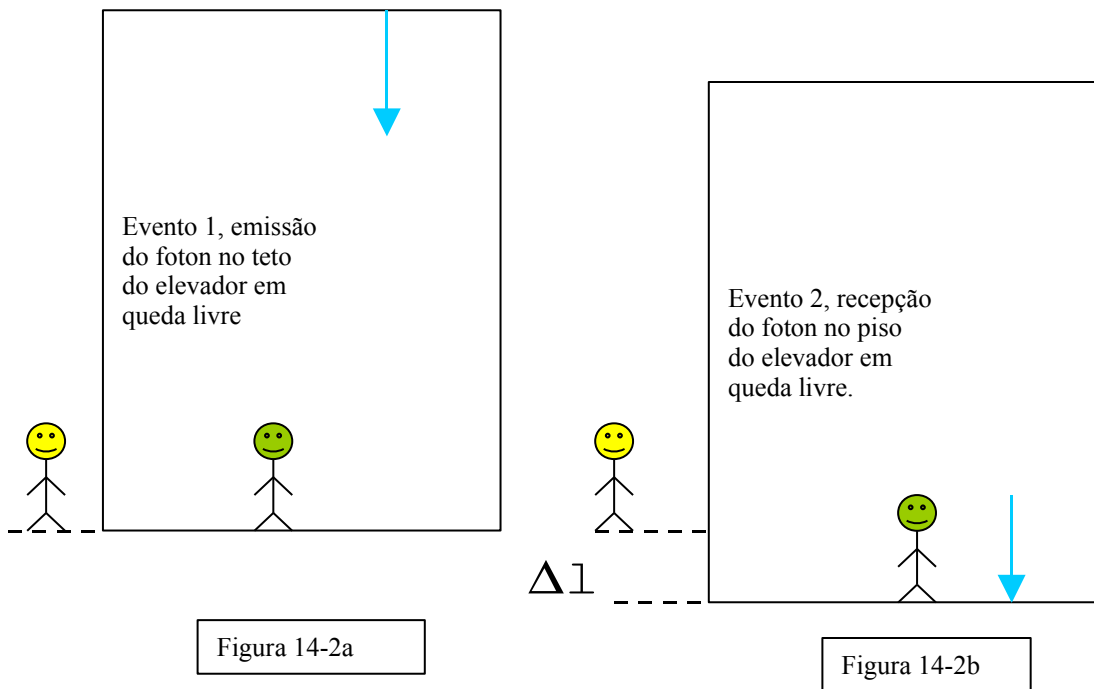 Evento 1, emissão
do foton no teto
do elevador em
queda livre
Figura 14-2a
Evento 2, recepção
do foton no piso
do elevador em
queda livre.
Δl
Figura 14-2b